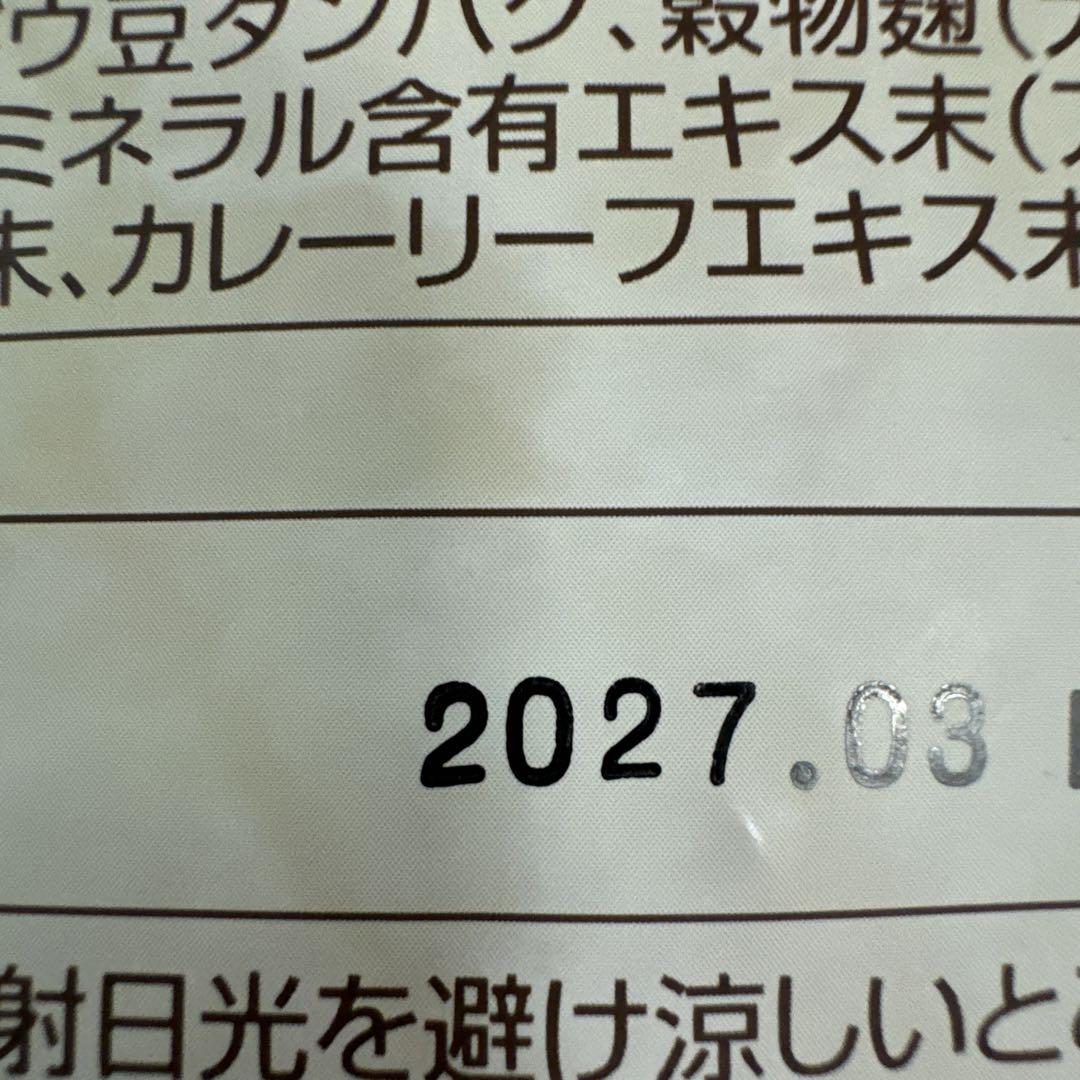 ウ豆タンパク、穀物麹(
ミネラル含有エキス末(
末、カレーリーフエキス末
2027.03
射日光を避け涼しいと